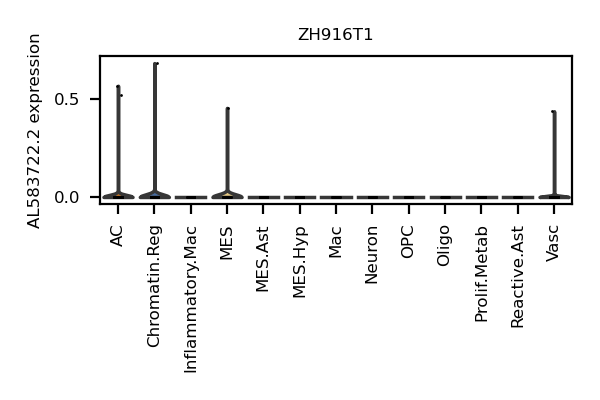 ZH916T1
AL583722.2 expression
0.5
0.0
AC
Chromatin.Reg
Inflammatory.Mac
MES
MES.Ast
MES.Hyp
Mac
Neuron
OPC
Oligo
Prolif.Metab
Reactive.Ast
Vasc